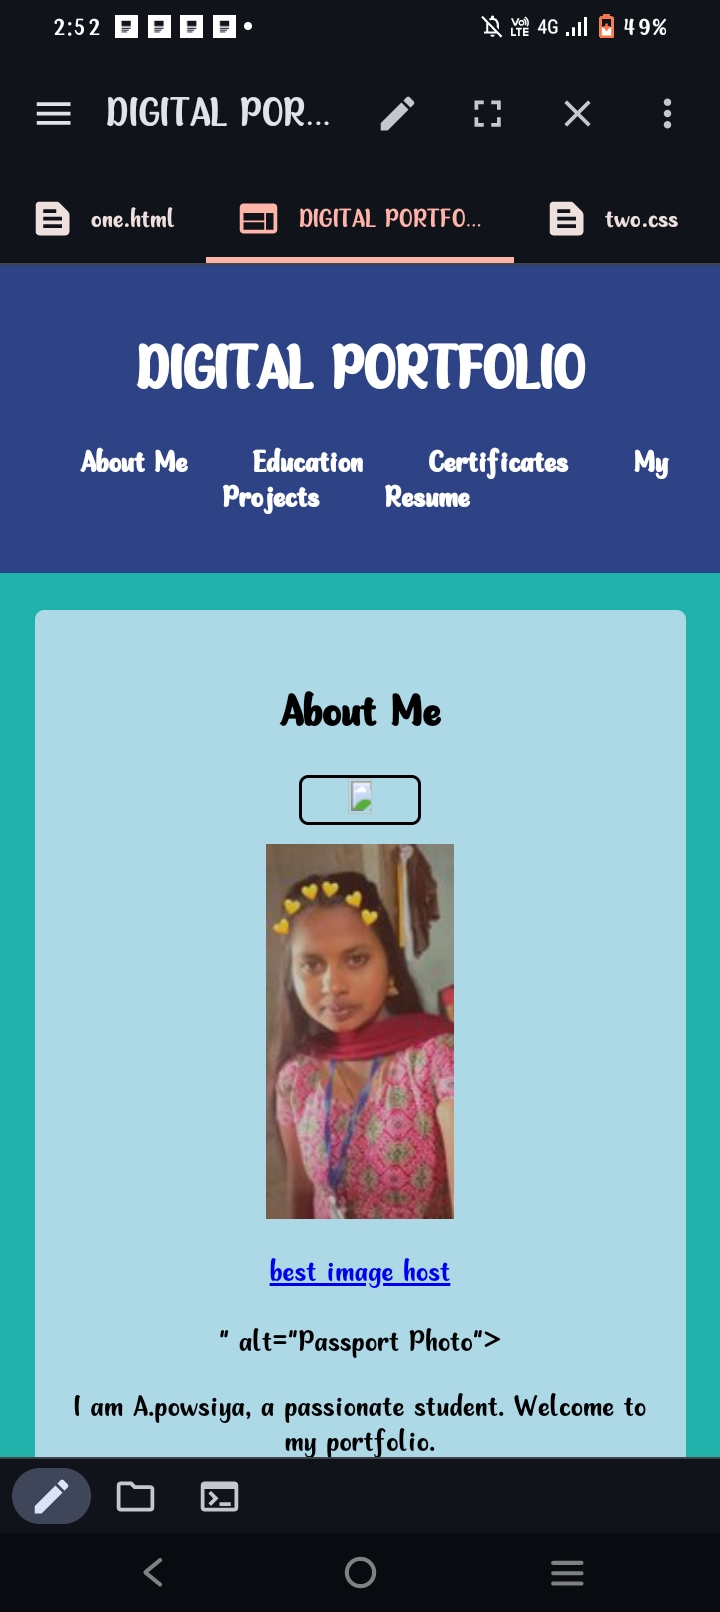 2:52 4G 49%
DIGITAL POR...
one.html DIGITAL PORTFO... two.css
DIGITAL PORTFOLIO
About Me Education Certificates My
Projects Resume
About Me
best image host
" alt="Passport Photo">
I am A.powsiya, a passionate student. Welcome to
my portfolio.